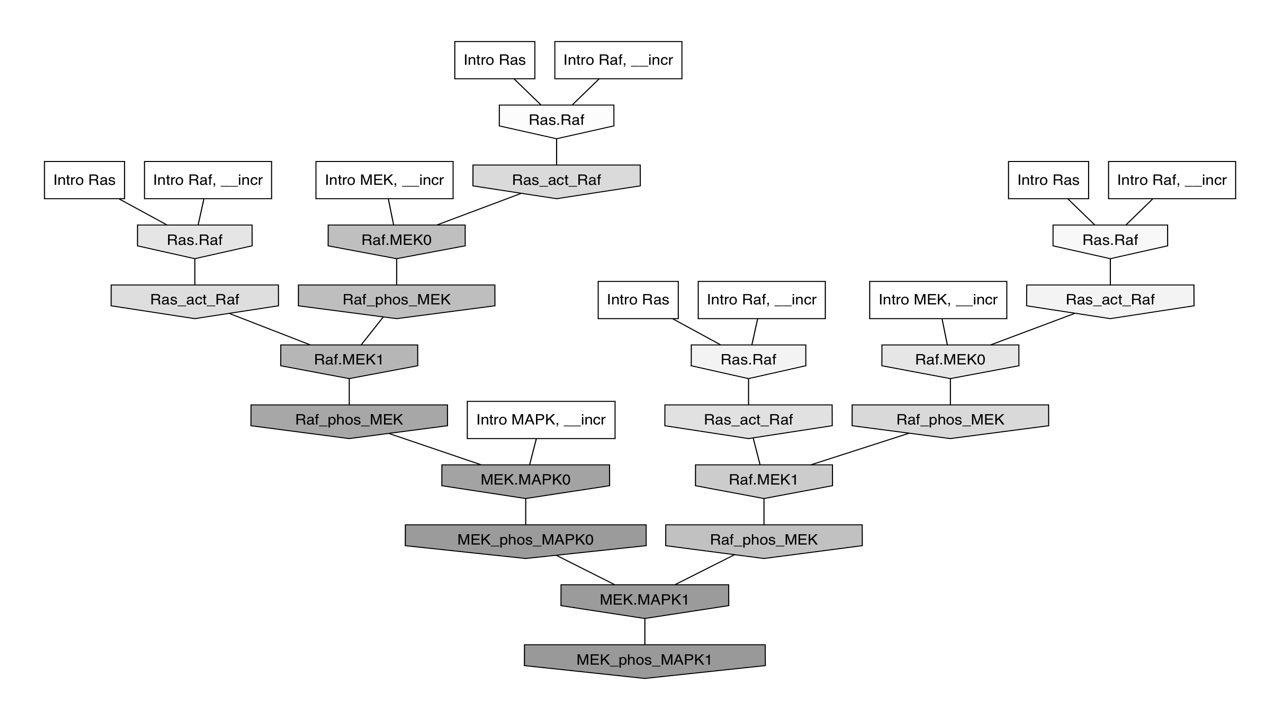 Intro Ras
Intro Raf, __incr
Ras.Raf
Intro Ras
Intro Raf, __incr
Intro MEK, __incr
Ras_act_Raf
Intro Ras
Intro Raf, __incr
Ras.Raf
Raf.MEK0
Ras.Raf
Ras_act_Raf
Raf_phos_MEK
Intro Ras
Intro Raf, __incr
Intro MEK, __incr
Ras_act_Raf
Raf.MEK1
Ras.Raf
Raf.MEK0
Raf_phos_MEK
Intro MAPK, __incr
Ras_act_Raf
Raf_phos_MEK
MEK.MAPK0
Raf.MEK1
MEK_phos_MAPK0
Raf_phos_MEK
MEK.MAPK1
MEK_phos_MAPK1